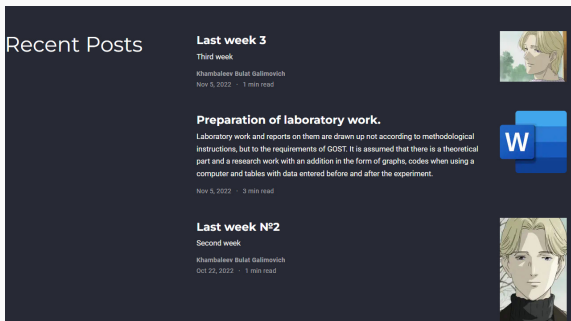 Recent Posts
Last week 3
Third week
Khambaleev Bulat Galimovich
Nov 5, 2022 · 1 min read
Preparation of laboratory work.
Laboratory work and reports on them are drawn up not according to methodological
instructions, but to the requirements of GOST. It is assumed that there is a theoretical
part and a research work with an addition in the form of graphs, codes when using a
computer and tables with data entered before and after the experiment.
Nov 5, 2022 · 3 min read
W
Last week №2
Second week
Khambaleev Bulat Galimovich
Oct 22, 2022 · 1 min read